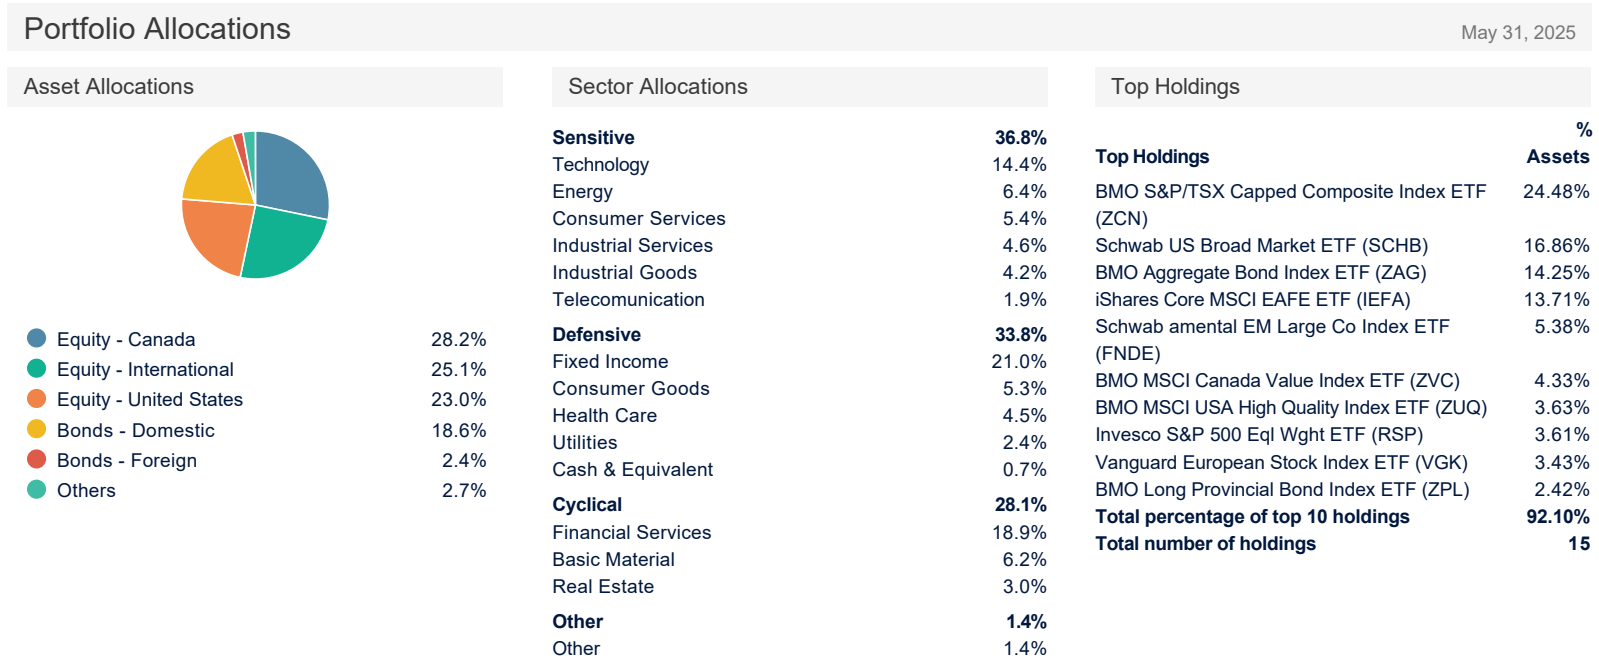 Portfolio Allocations
May 31, 2025
Asset Allocations
Equity - Canada 28.2%
Equity - International 25.1%
Equity - United States 23.0%
Bonds - Domestic 18.6%
Bonds - Foreign 2.4%
Others 2.7%
Sector Allocations
Sensitive 36.8%
Technology 14.4%
Energy 6.4%
Consumer Services 5.4%
Industrial Services 4.6%
Industrial Goods 4.2%
Telecomunication 1.9%
Defensive 33.8%
Fixed Income 21.0%
Consumer Goods 5.3%
Health Care 4.5%
Utilities 2.4%
Cash & Equivalent 0.7%
Cyclical 28.1%
Financial Services 18.9%
Basic Material 6.2%
Real Estate 3.0%
Other 1.4%
Other 1.4%
Top Holdings
%
Top Holdings Assets
BMO S&P/TSX Capped Composite Index ETF 24.48%
(ZCN)
Schwab US Broad Market ETF (SCHB) 16.86%
BMO Aggregate Bond Index ETF (ZAG) 14.25%
iShares Core MSCI EAFE ETF (IEFA) 13.71%
Schwab amental EM Large Co Index ETF 5.38%
(FNDE)
BMO MSCI Canada Value Index ETF (ZVC) 4.33%
BMO MSCI USA High Quality Index ETF (ZUQ) 3.63%
Invesco S&P 500 Eql Wght ETF (RSP) 3.61%
Vanguard European Stock Index ETF (VGK) 3.43%
BMO Long Provincial Bond Index ETF (ZPL) 2.42%
Total percentage of top 10 holdings 92.10%
Total number of holdings 15